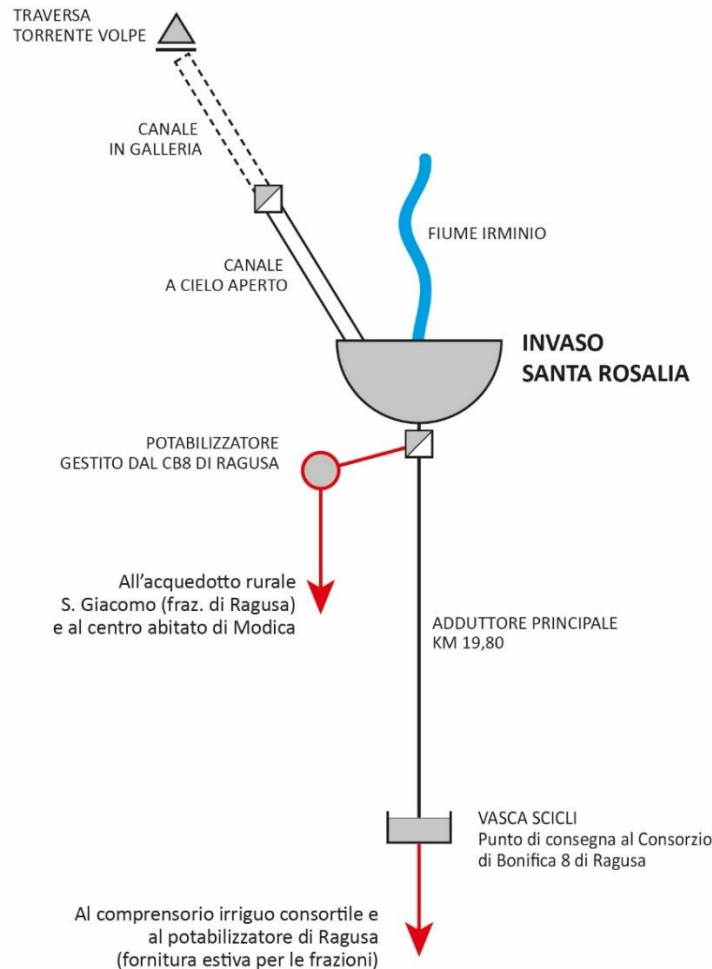 TRAVERSA
TORRENTE VOLPE
CANALE
IN GALLERIA
FIUME IRMINIO
CANALE
A CIELO APERTO
INVASO
SANTA ROSALIA
POTABILIZZATORE
GESTITO DAL CB8 DI RAGUSA
All'acquedotto rurale
S. Giacomo (fraz. di Ragusa)
e al centro abitato di Modica
ADDUTTORE PRINCIPALE
KM 19,80
VASCA SCICLI
Punto di consegna al Consorzio
di Bonifica 8 di Ragusa
Al comprensorio irriguo consortile e
al potabilizzatore di Ragusa
(fornitura estiva per le frazioni)